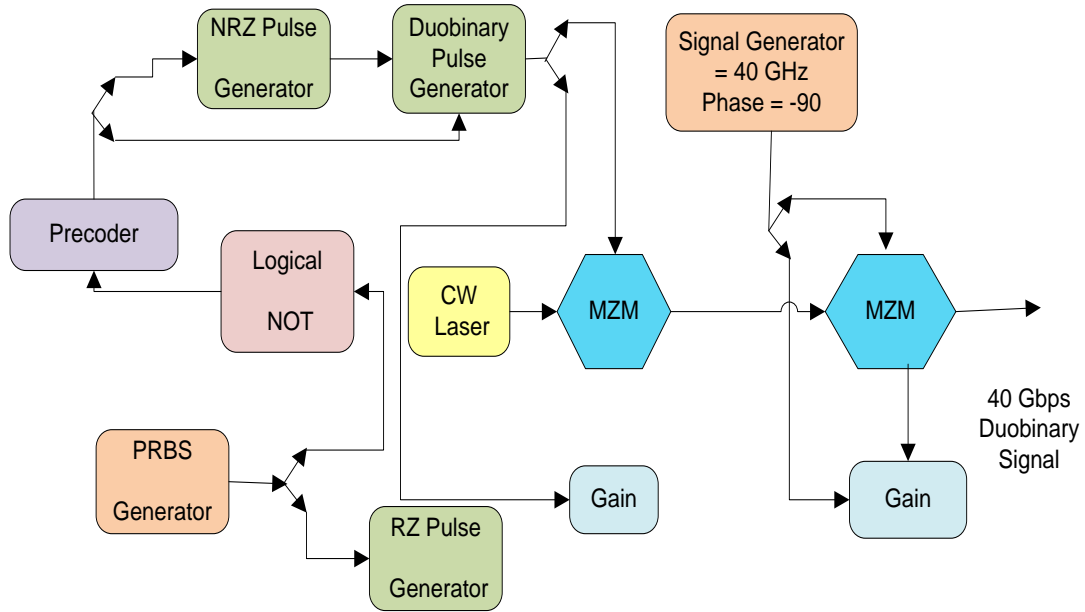 NRZ Pulse
Generator
Duobinary
Pulse
Generator
Signal Generator
= 40 GHz
Phase = -90
Precoder
Logical
NOT
CW
Laser
MZM
MZM
40 Gbps
Duobinary
Signal
PRBS
Generator
Gain
Gain
RZ Pulse
Generator